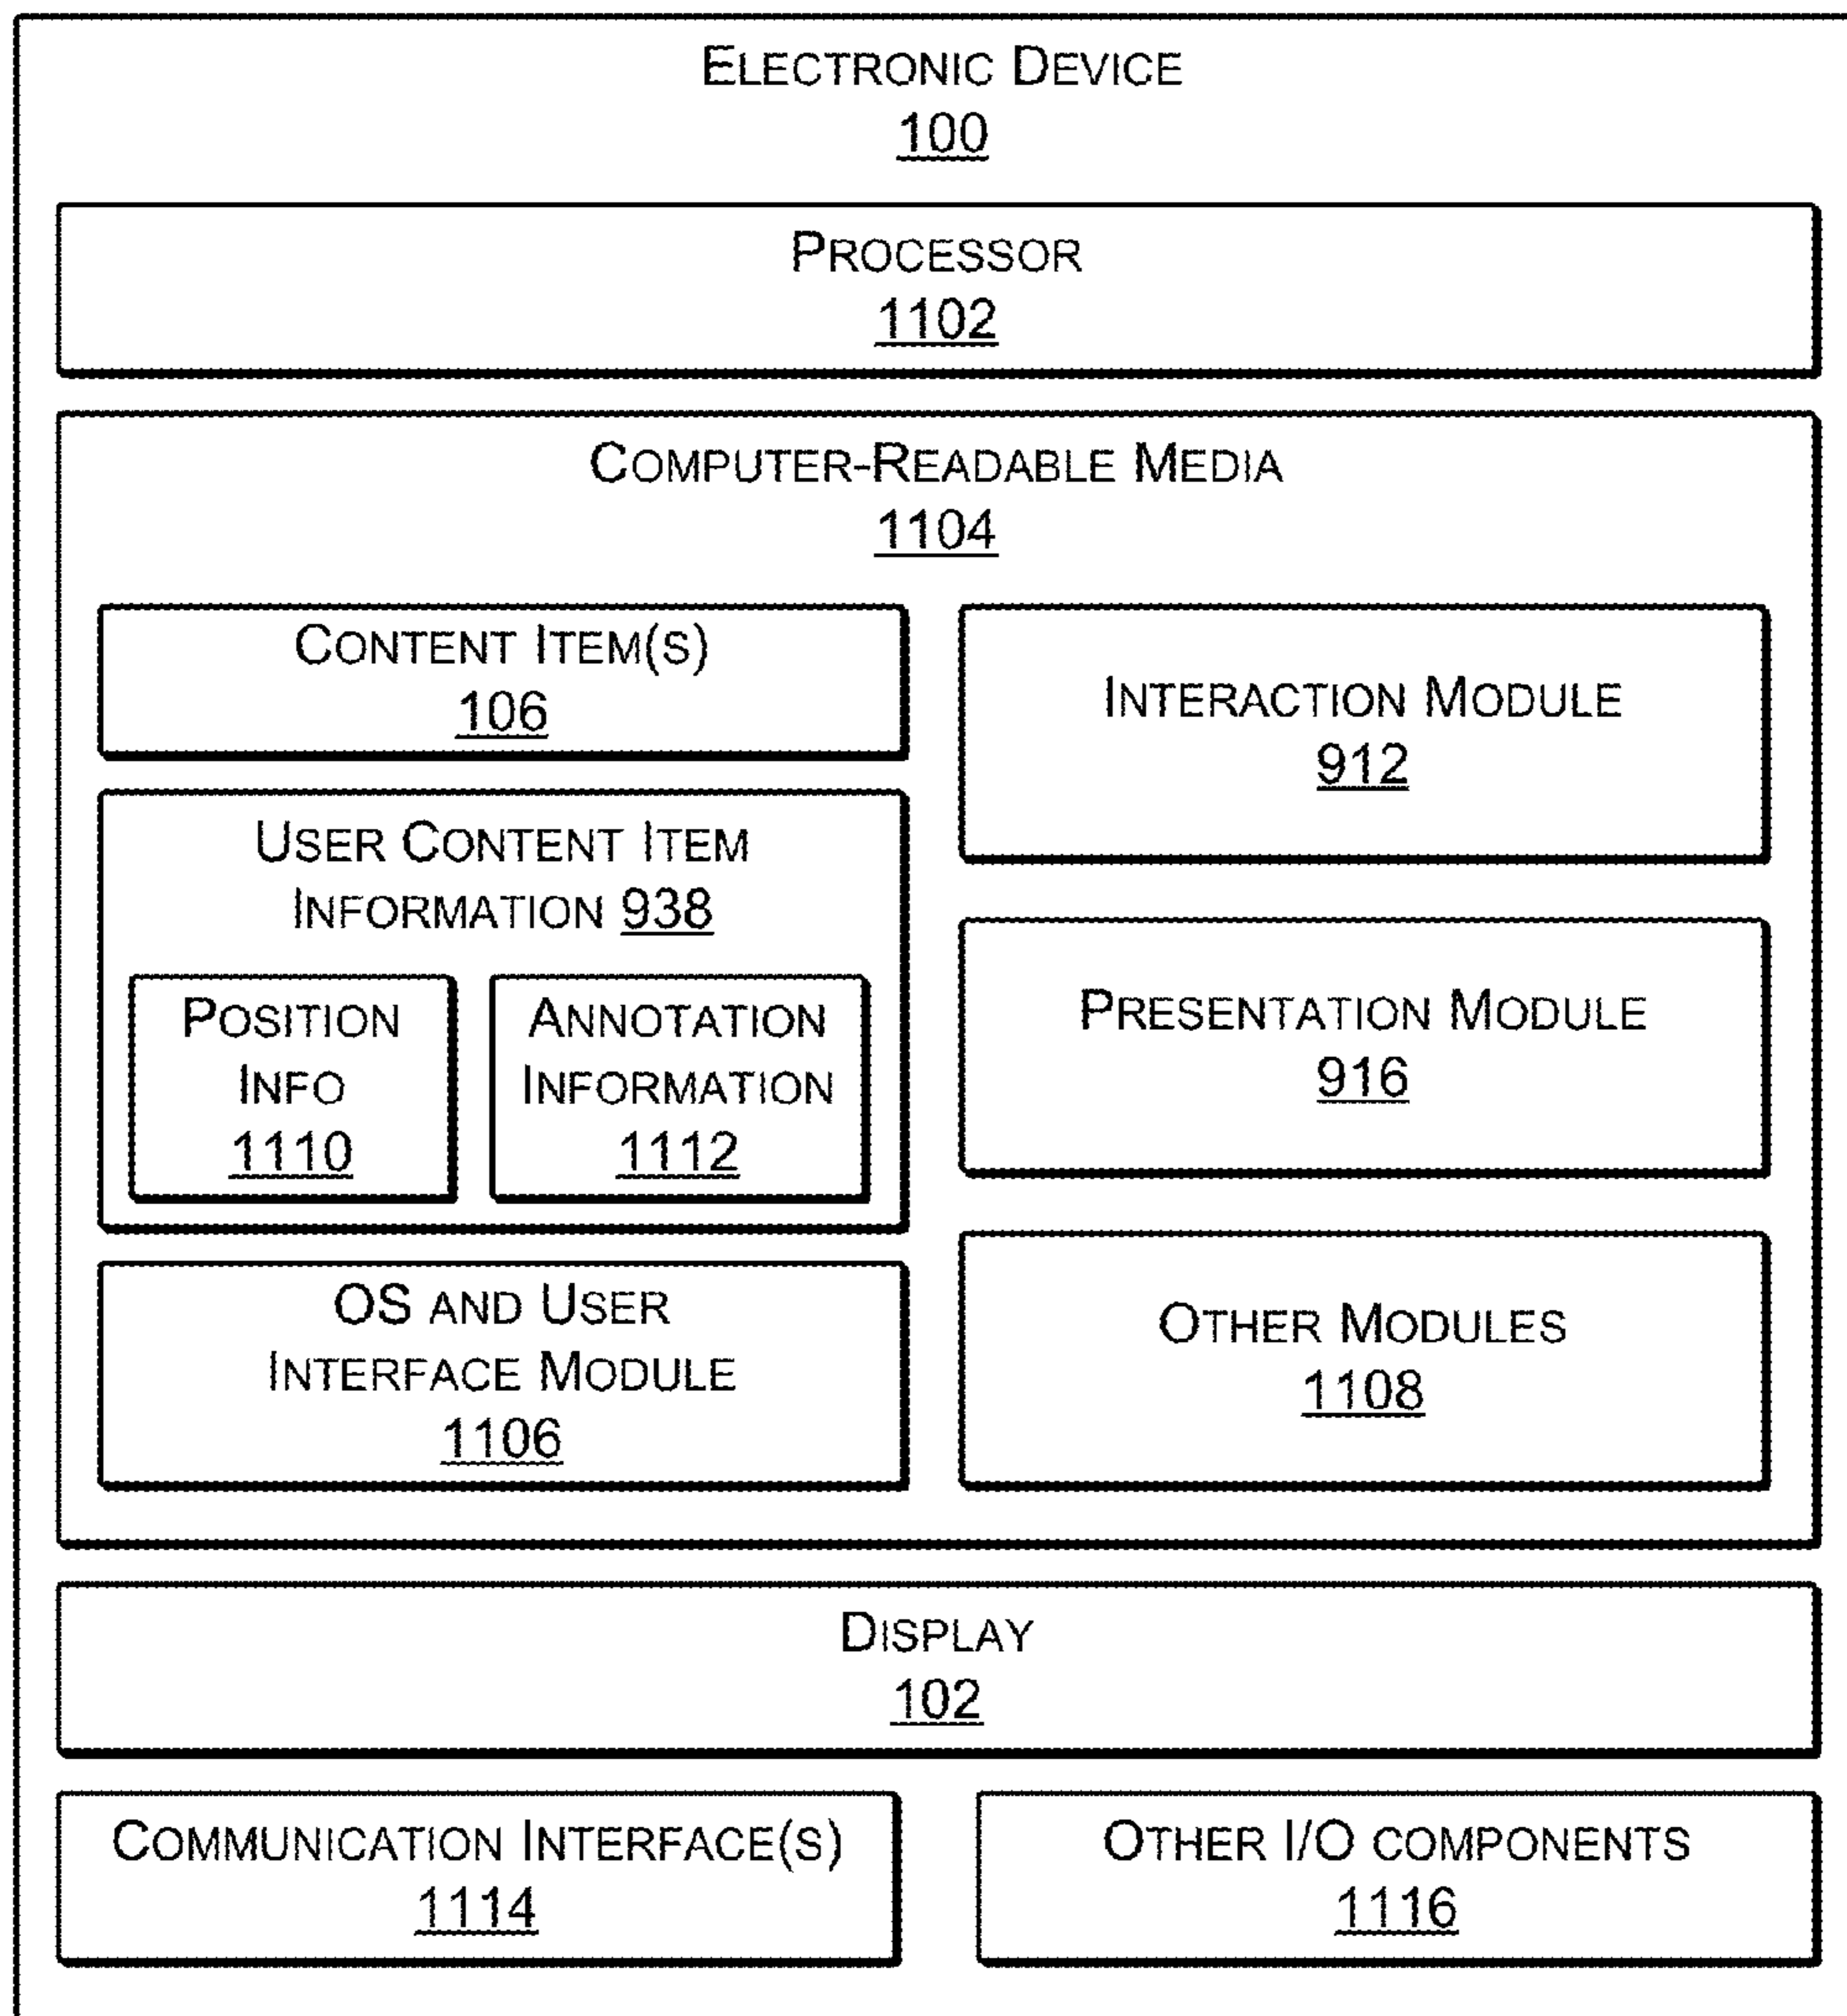 ELECTRONIC DEVICE
100
PROCESSOR
1102
COMPUTER-READABLE MEDIA
1104
CONTENT ITEM(S)
106
USER CONTENT ITEM
INFORMATION 938
POSITION
INFO
1110
ANNOTATION
INFORMATION
1112
OS AND USER
INTERFACE MODULE
1106
INTERACTION MODULE
912
PRESENTATION MODULE
916
OTHER MODULES
1108
DISPLAY
102
COMMUNICATION INTERFACE(S)
1114
OTHER I/O COMPONENTS
1116